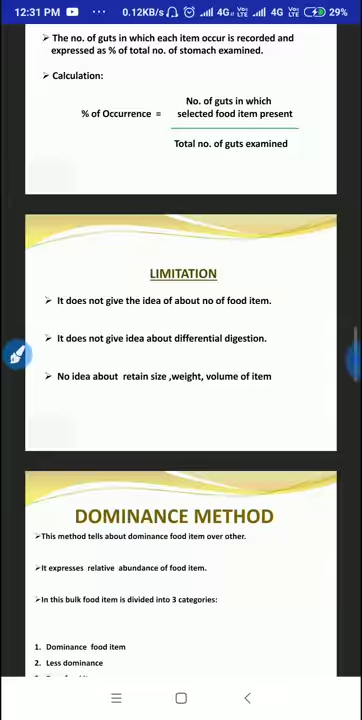 12:31 PM ··· 0.12KB/s 4G Vo LTE 4G Vo LTE 29%
➢ The no. of guts in which each item occur is recorded and
expressed as % of total no. of stomach examined.
➢ Calculation:
No. of guts in which
% of Occurrence = selected food item present
Total no. of guts examined
LIMITATION
➢ It does not give the idea of about no of food item.
➢ It does not give idea about differential digestion.
➢ No idea about retain size ,weight, volume of item
DOMINANCE METHOD
➢This method tells about dominance food item over other.
➢It expresses relative abundance of food item.
➢In this bulk food item is divided into 3 categories:
1. Dominance food item
2. Less dominance